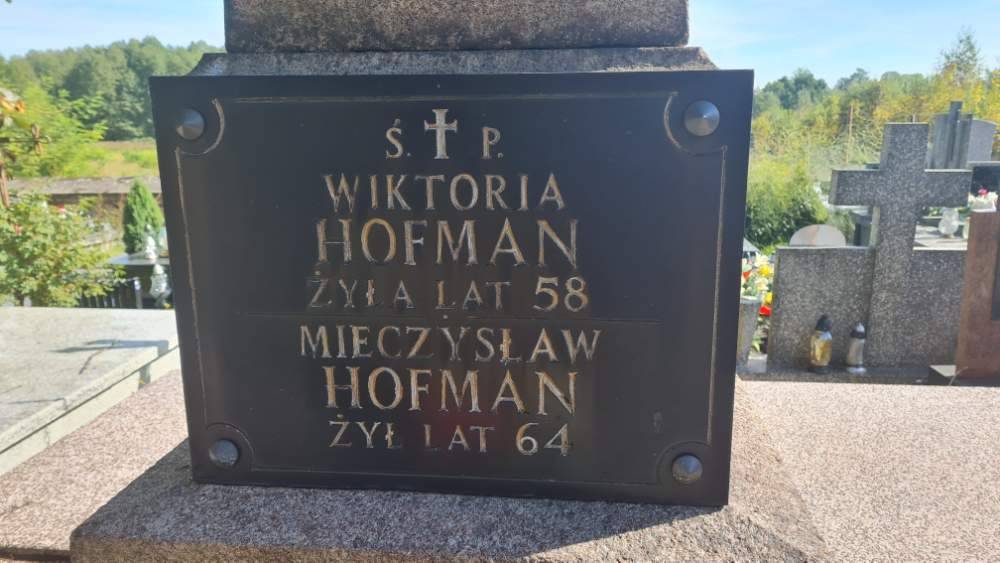 Ś. † P.
WIKTORIA
HOFMAN
ŻYŁA LAT 58
MIECZYSŁAW
HOFMAN
ŻYŁ LAT 64